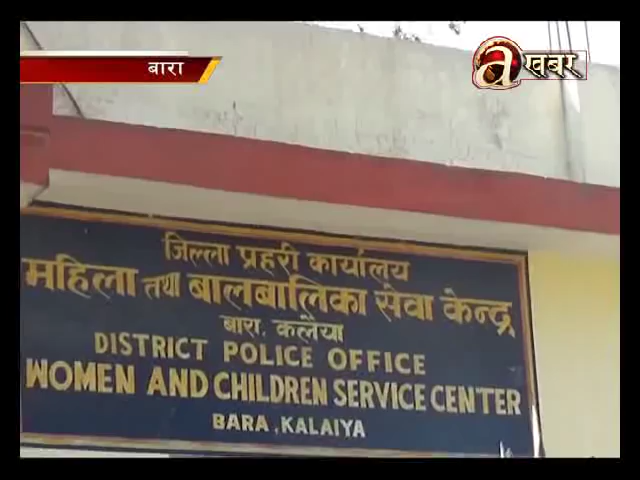 बारा
a खबर
जिल्ला प्रहरी कार्यालय
महिला तथा बालबालिका सेवा केन्द्र
बारा, कलैया
DISTRICT POLICE OFFICE
WOMEN AND CHILDREN SERVICE CENTER
BARA, KALAIYA